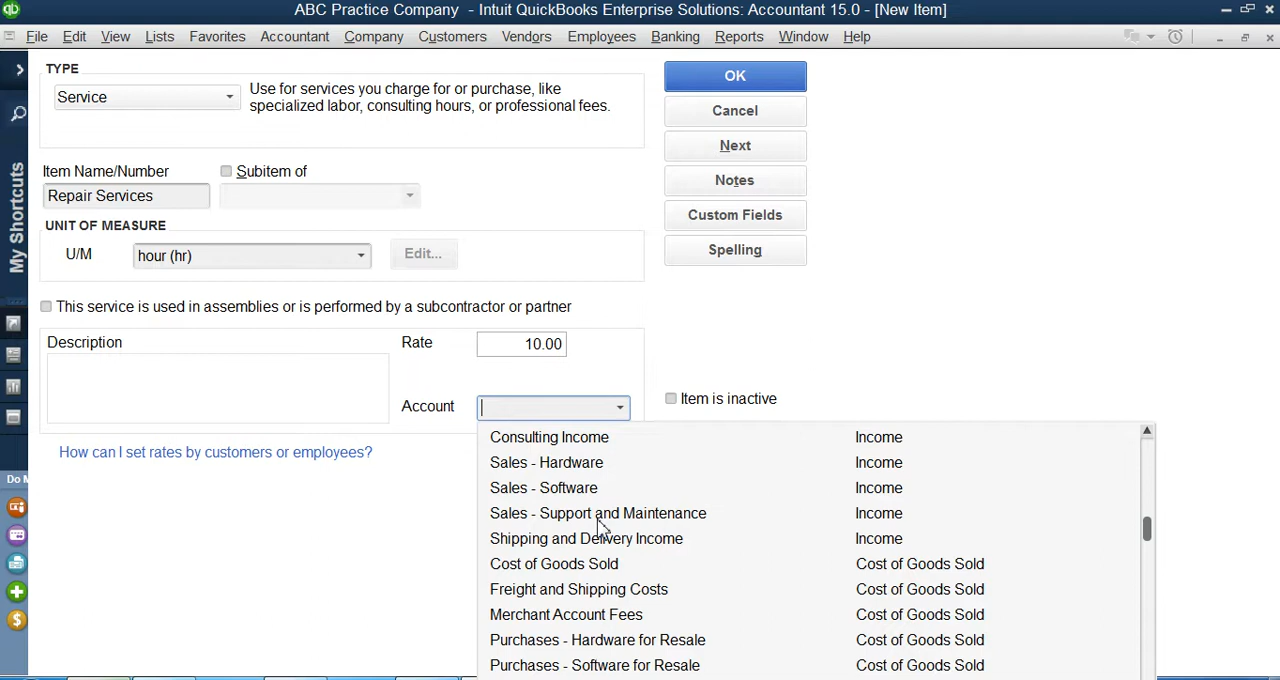 ABC Practice Company - Intuit QuickBooks Enterprise Solutions: Accountant 15.0 - [New Item]
File Edit View Lists Favorites Accountant Company Customers Vendors Employees Banking Reports Window Help
TYPE
Service
Use for services you charge for or purchase, like
specialized labor, consulting hours, or professional fees.
OK
Cancel
Next
Notes
Custom Fields
Spelling
My Shortcuts
Item Name/Number
Subitem of
Repair Services
UNIT OF MEASURE
U/M
hour (hr)
Edit...
This service is used in assemblies or is performed by a subcontractor or partner
Description
Rate
10.00
Account
Item is inactive
How can I set rates by customers or employees?
Do M
Consulting Income Income
Sales - Hardware Income
Sales - Software Income
Sales - Support and Maintenance Income
Shipping and Delivery Income Income
Cost of Goods Sold Cost of Goods Sold
Freight and Shipping Costs Cost of Goods Sold
Merchant Account Fees Cost of Goods Sold
Purchases - Hardware for Resale Cost of Goods Sold
Purchases - Software for Resale Cost of Goods Sold